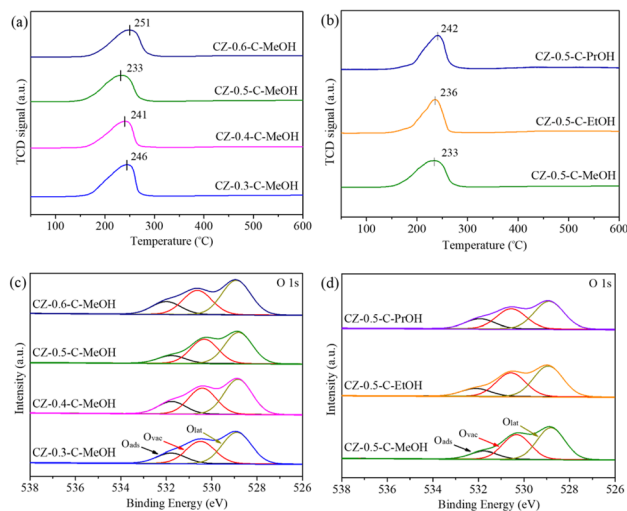 (a)
TCD signal (a.u.)
251
CZ-0.6-C-MeOH
233
CZ-0.5-C-MeOH
241
CZ-0.4-C-MeOH
246
CZ-0.3-C-MeOH
100 200 300 400 500 600
Temperature (℃)
(b)
TCD signal (a.u.)
242
CZ-0.5-C-PrOH
236
CZ-0.5-C-EtOH
233
CZ-0.5-C-MeOH
100 200 300 400 500 600
Temperature (℃)
(c)
O 1s
Intensity (a.u.)
CZ-0.6-C-MeOH
CZ-0.5-C-MeOH
CZ-0.4-C-MeOH
CZ-0.3-C-MeOH
Oads Ovac Olat
538 536 534 532 530 528 526
Binding Energy (eV)
(d)
O 1s
Intensity (a.u.)
CZ-0.5-C-PrOH
CZ-0.5-C-EtOH
CZ-0.5-C-MeOH
Oads Ovac Olat
538 536 534 532 530 528 526
Binding Energy (eV)